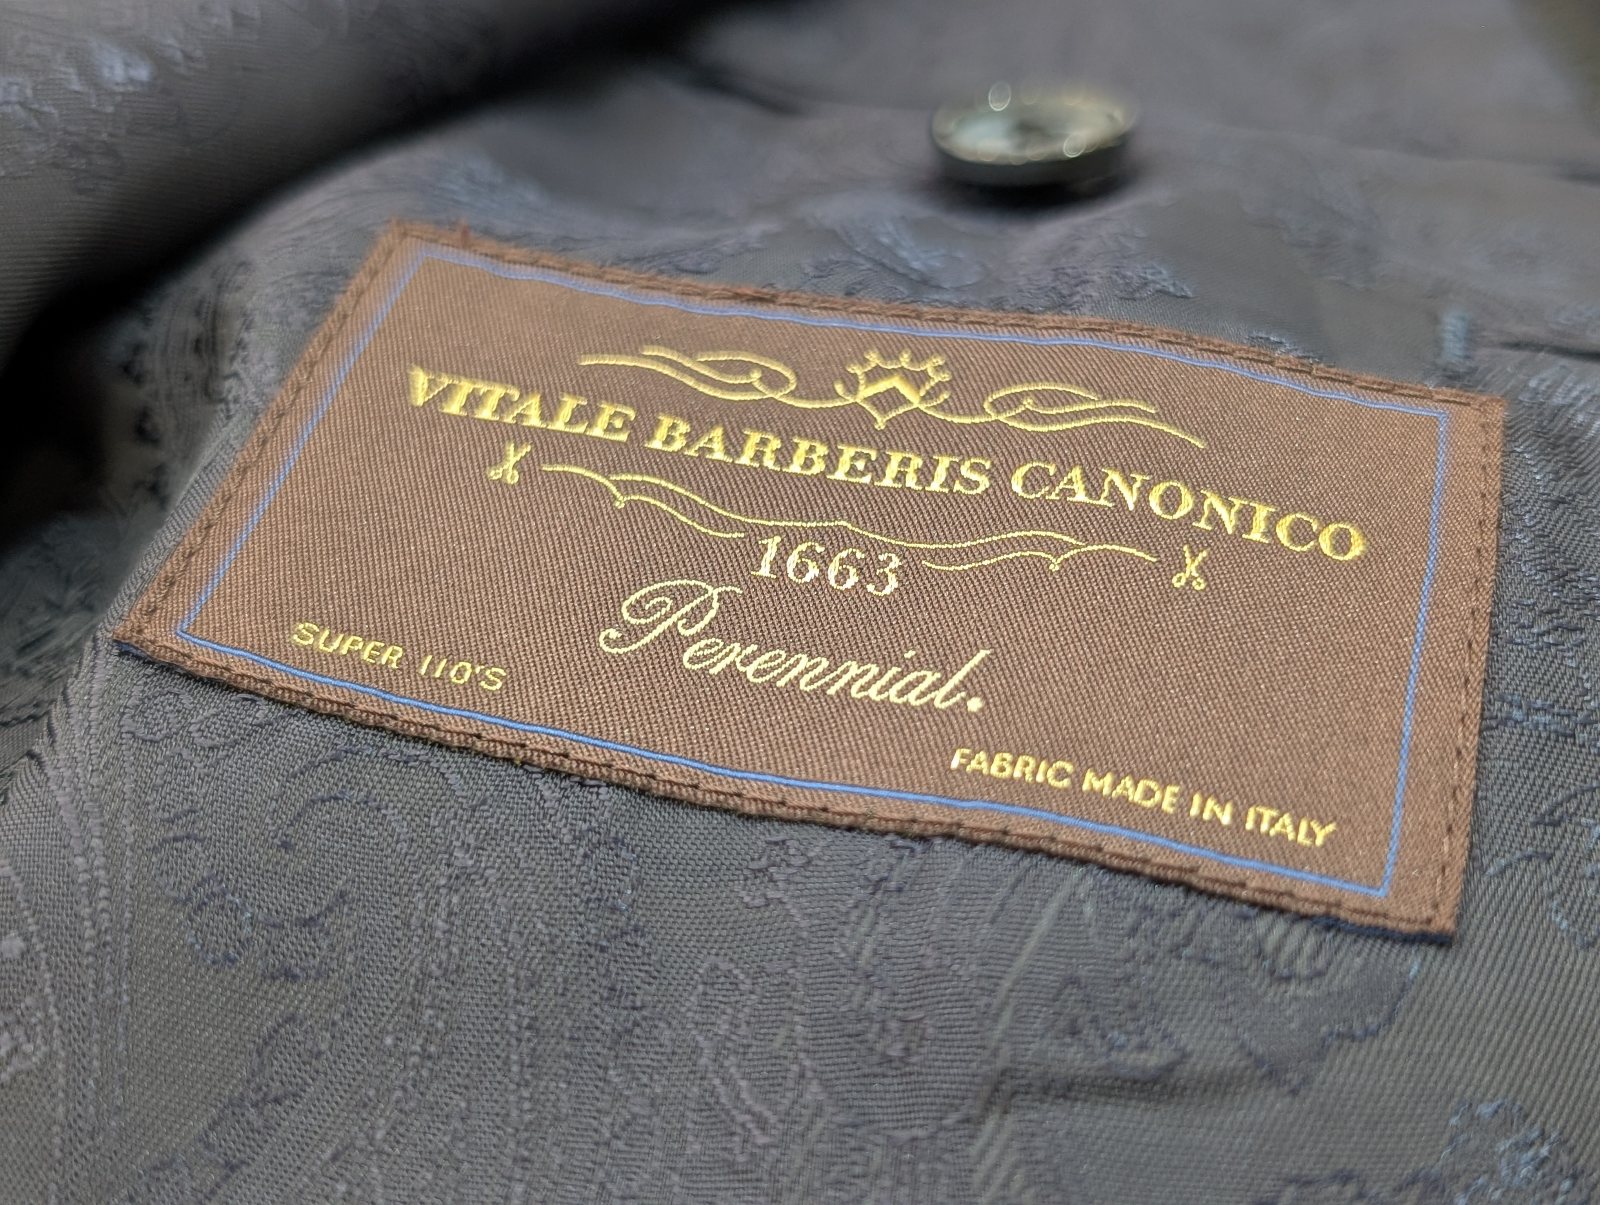 VITALE BARBERIS CANONICO
1663
Perennial.
SUPER 110'S
FABRIC MADE IN ITALY